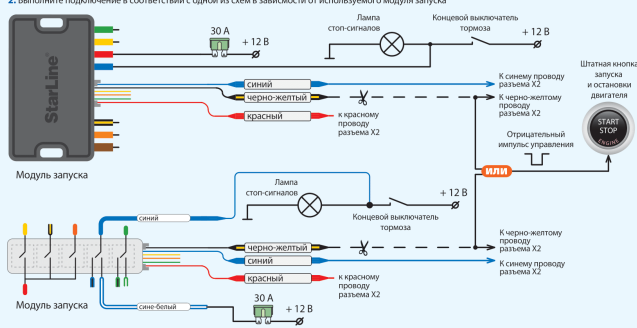 2. Выполните подключение в соответствии с одной из схем в зависмости от используемого модуля запуска
StarLine®
Модуль запуска
30 А
+ 12 В
Лампа
стоп-сигналов
Концевой выключатель
тормоза
+ 12 В
синий
черно-желтый
красный
к красному
проводу
разъема X2
К синему проводу
разъема X2
К черно-желтому
проводу
разъема X2
Штатная кнопка
запуска
и остановки
двигателя
START
STOP
ENGINE
Отрицательный
импульс управления
ИЛИ
Лампа
стоп-сигналов
+ 12 В
Концевой выключатель
тормоза
синий
черно-желтый
синий
красный
к красному
проводу
разъема X2
К черно-желтому
проводу
разъема X2
К синему проводу
разъема X2
Модуль запуска
сине-белый
30 А
+ 12 В